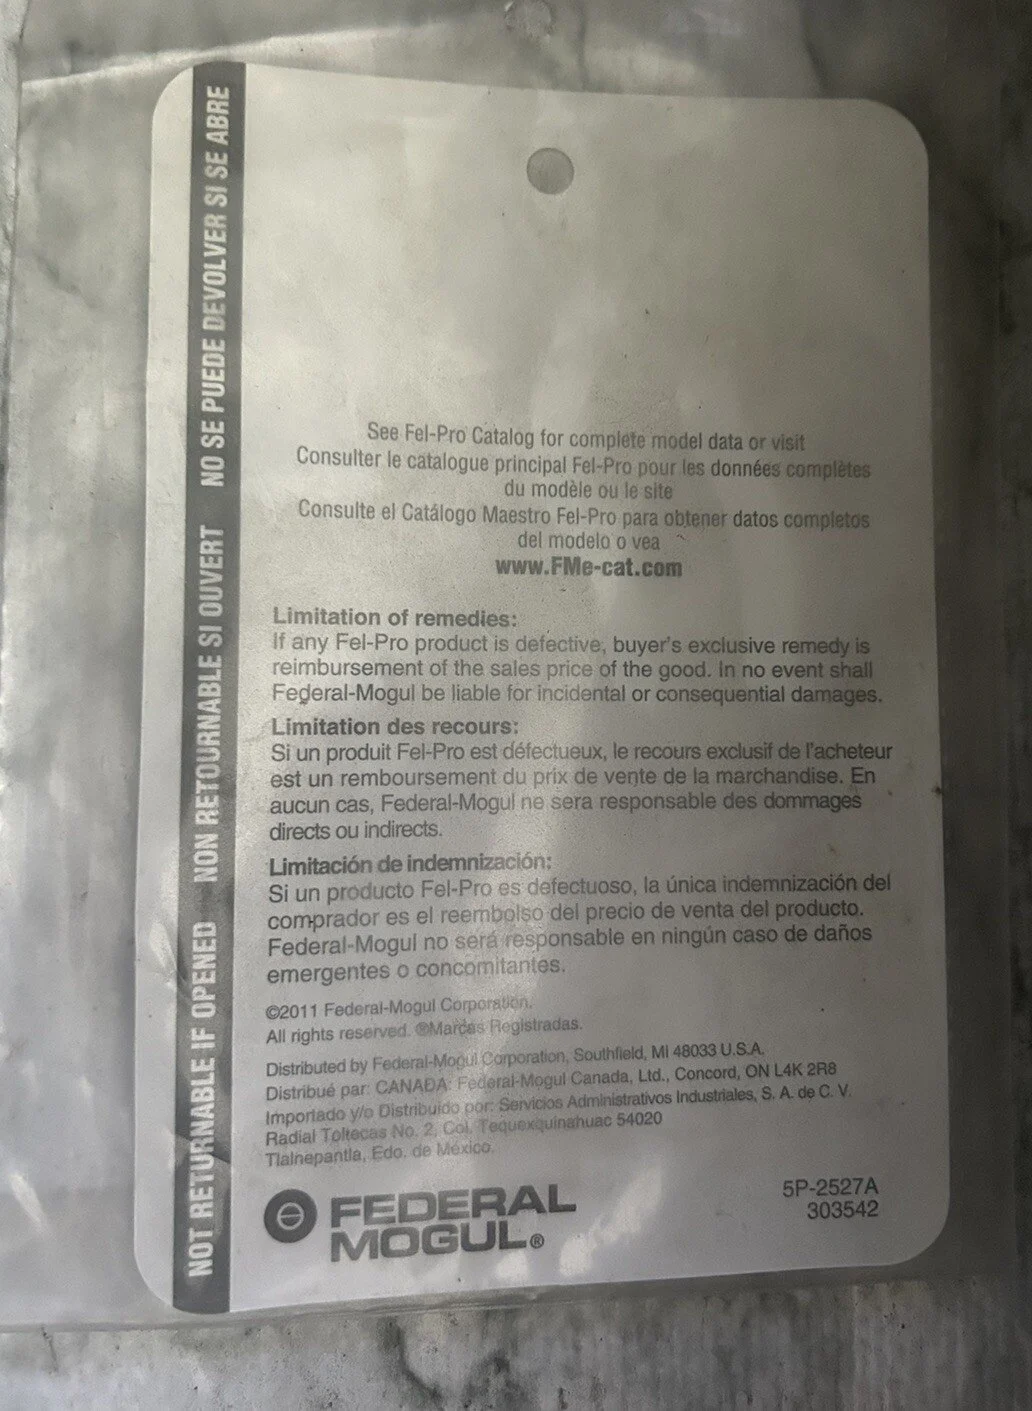 NOT RETURNABLE IF OPENED NON RETOURNABLE SI OUVERT NO SE PUEDE DEVOLVER SI SE ABRE
See Fel-Pro Catalog for complete model data or visit
Consulter le catalogue principal Fel-Pro pour les données complètes
du modèle ou le site
Consulte el Catálogo Maestro Fel-Pro para obtener datos completos
del modelo o vea
www.FMe-cat.com
Limitation of remedies:
If any Fel-Pro product is defective, buyer's exclusive remedy is
reimbursement of the sales price of the good. In no event shall
Federal-Mogul be liable for incidental or consequential damages.
Limitation des recours:
Si un produit Fel-Pro est défectueux, le recours exclusif de l'acheteur
est un remboursement du prix de vente de la marchandise. En
aucun cas, Federal-Mogul ne sera responsable des dommages
directs ou indirects.
Limitación de indemnización:
Si un producto Fel-Pro es defectuoso, la única indemnización del
comprador es el reembolso del precio de venta del producto.
Federal-Mogul no será responsable en ningún caso de daños
emergentes o concomitantes.
©2011 Federal-Mogul Corporation.
All rights reserved. ®Marcas Registradas.
Distributed by Federal-Mogul Corporation, Southfield, MI 48033 U.S.A.
Distribué par: CANADA: Federal-Mogul Canada, Ltd., Concord, ON L4K 2R8
Importado y/o Distribuido por: Servicios Administrativos Industriales, S. A. de C. V.
Radial Toltecas No. 2, Col. Tequexquinahuac 54020
Tlalnepantla, Edo. de México.
FEDERAL
MOGUL®
5P-2527A
303542